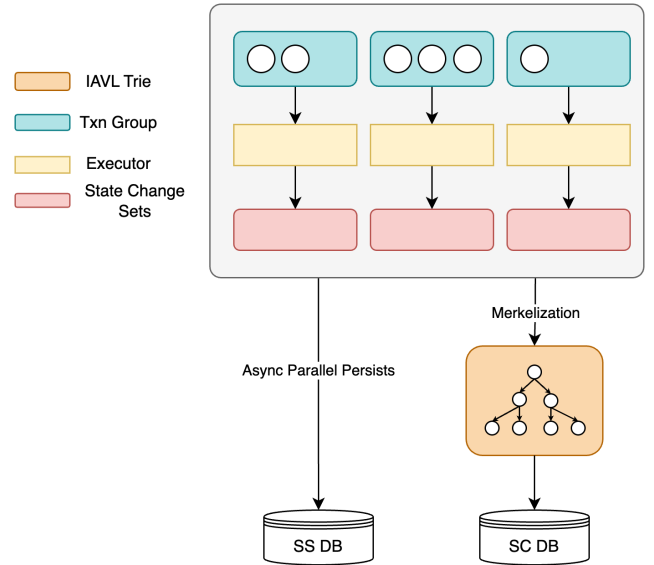 IAVL Trie
Txn Group
Executor
State Change
Sets
Merkelization
Async Parallel Persists
SS DB
SC DB